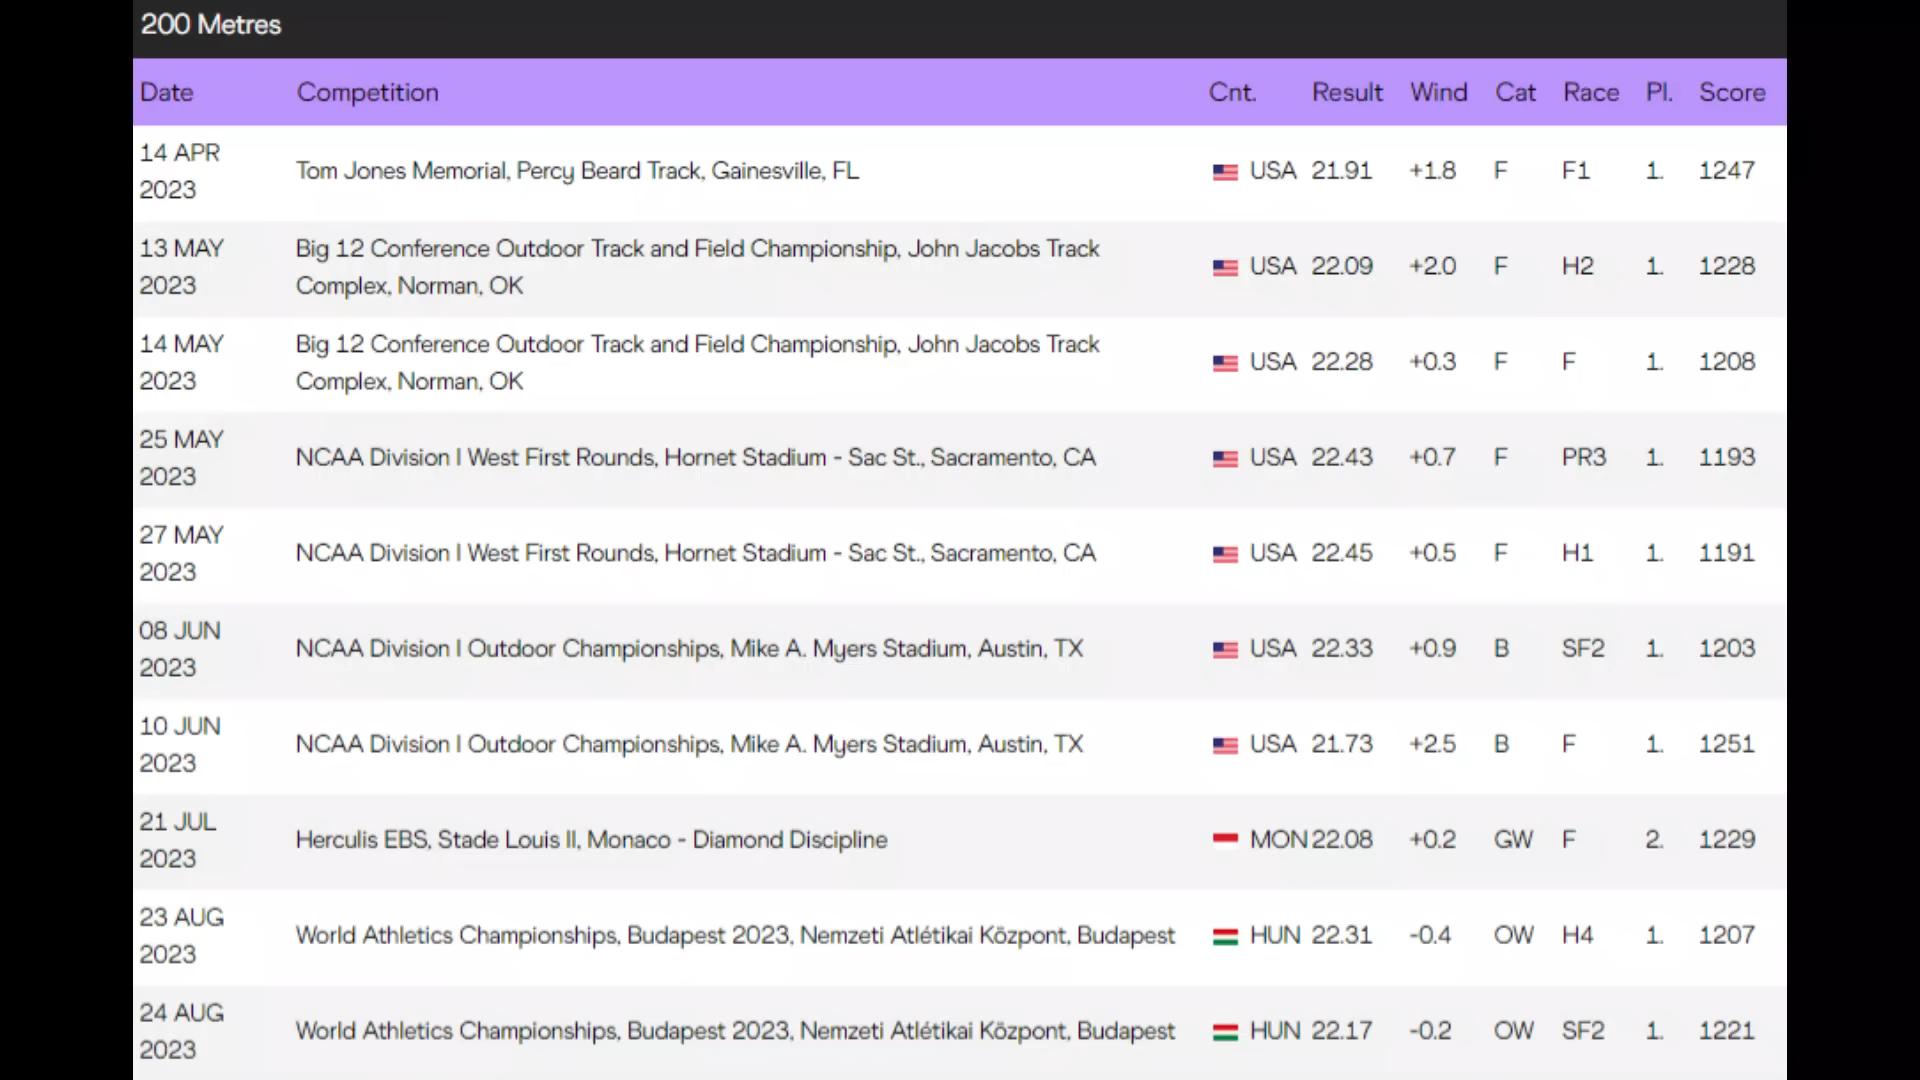 200 Metres
Date Competition Cnt. Result Wind Cat Race Pl. Score
14 APR 2023 Tom Jones Memorial, Percy Beard Track, Gainesville, FL USA 21.91 +1.8 F F1 1. 1247
13 MAY 2023 Big 12 Conference Outdoor Track and Field Championship, John Jacobs Track Complex, Norman, OK USA 22.09 +2.0 F H2 1. 1228
14 MAY 2023 Big 12 Conference Outdoor Track and Field Championship, John Jacobs Track Complex, Norman, OK USA 22.28 +0.3 F F 1. 1208
25 MAY 2023 NCAA Division I West First Rounds, Hornet Stadium - Sac St., Sacramento, CA USA 22.43 +0.7 F PR3 1. 1193
27 MAY 2023 NCAA Division I West First Rounds, Hornet Stadium - Sac St., Sacramento, CA USA 22.45 +0.5 F H1 1. 1191
08 JUN 2023 NCAA Division I Outdoor Championships, Mike A. Myers Stadium, Austin, TX USA 22.33 +0.9 B SF2 1. 1203
10 JUN 2023 NCAA Division I Outdoor Championships, Mike A. Myers Stadium, Austin, TX USA 21.73 +2.5 B F 1. 1251
21 JUL 2023 Herculis EBS, Stade Louis II, Monaco - Diamond Discipline MON 22.08 +0.2 GW F 2. 1229
23 AUG 2023 World Athletics Championships, Budapest 2023, Nemzeti Atlétikai Központ, Budapest HUN 22.31 -0.4 OW H4 1. 1207
24 AUG 2023 World Athletics Championships, Budapest 2023, Nemzeti Atlétikai Központ, Budapest HUN 22.17 -0.2 OW SF2 1. 1221